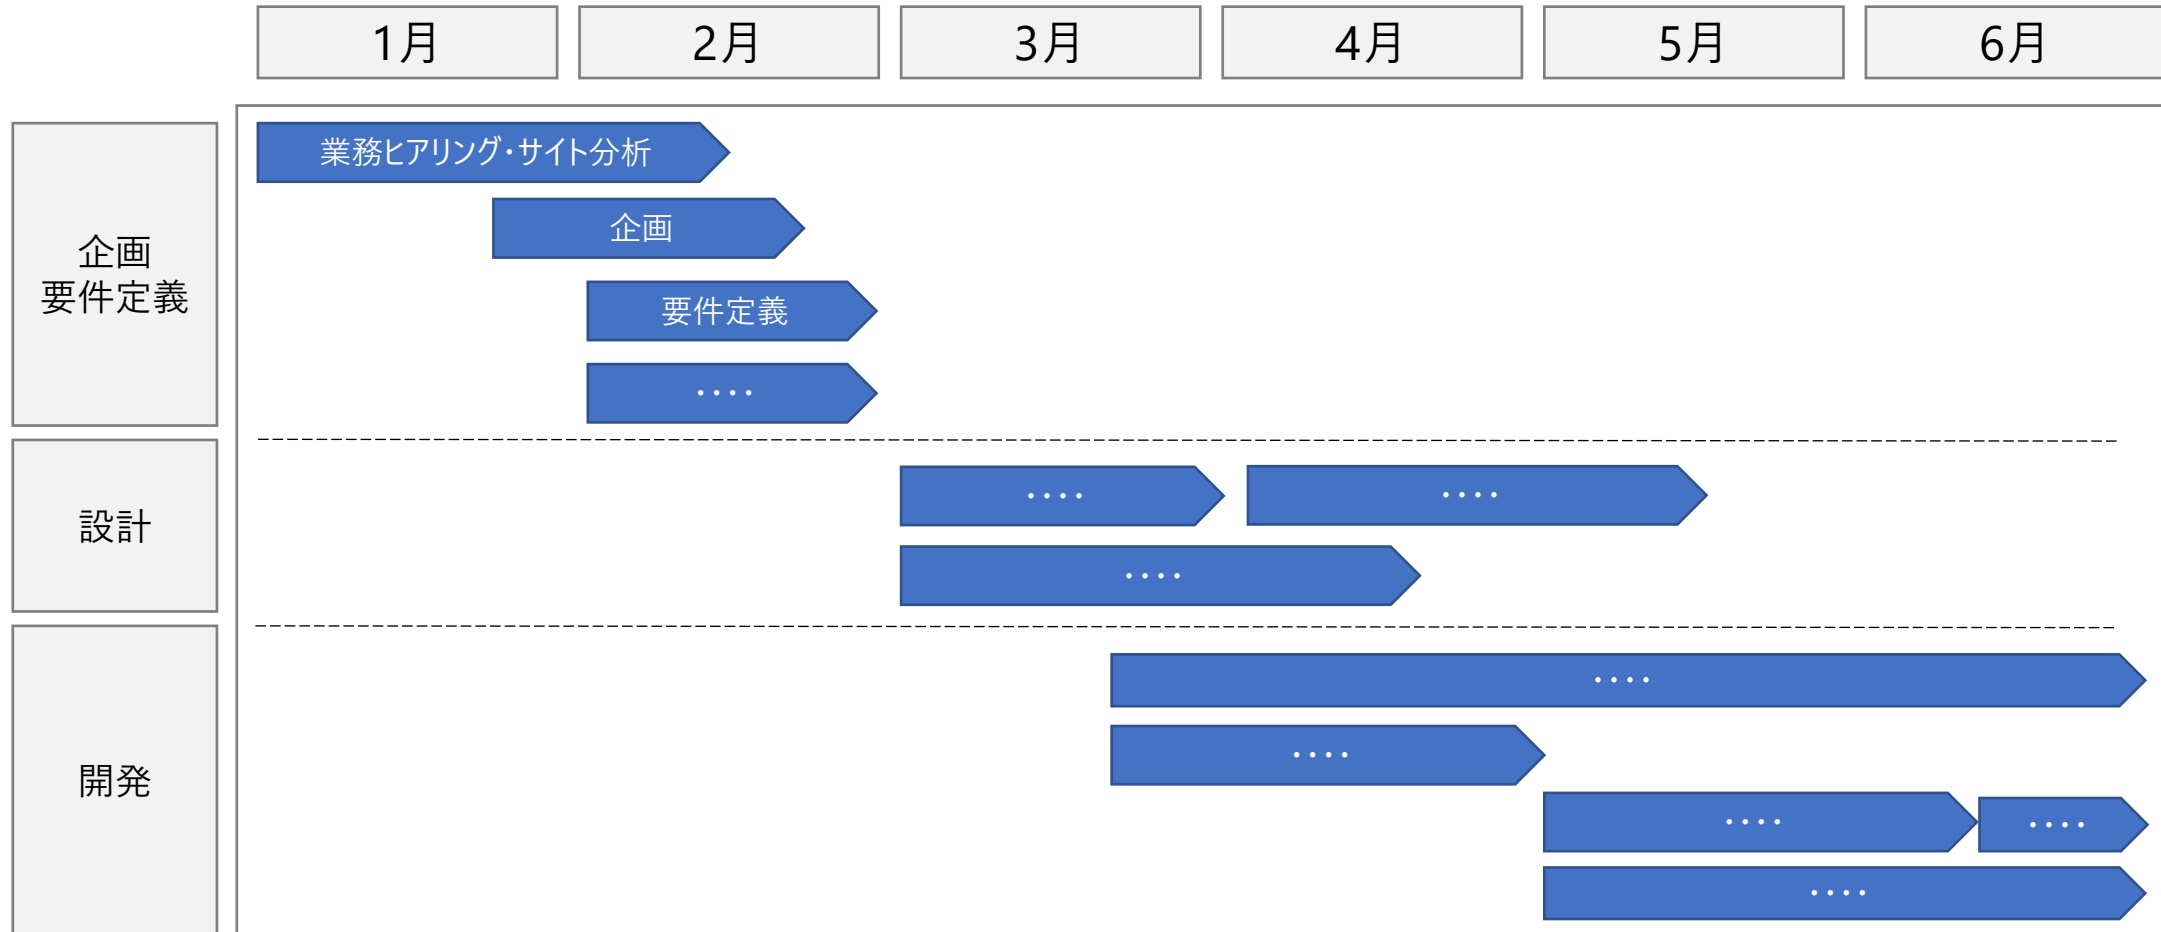 1月
2月
3月
4月
5月
6月
企画
要件定義
業務ヒアリング・サイト分析
企画
要件定義
・・・・
設計
・・・・
・・・・
・・・・
開発
・・・・
・・・・
・・・・
・・・・
・・・・